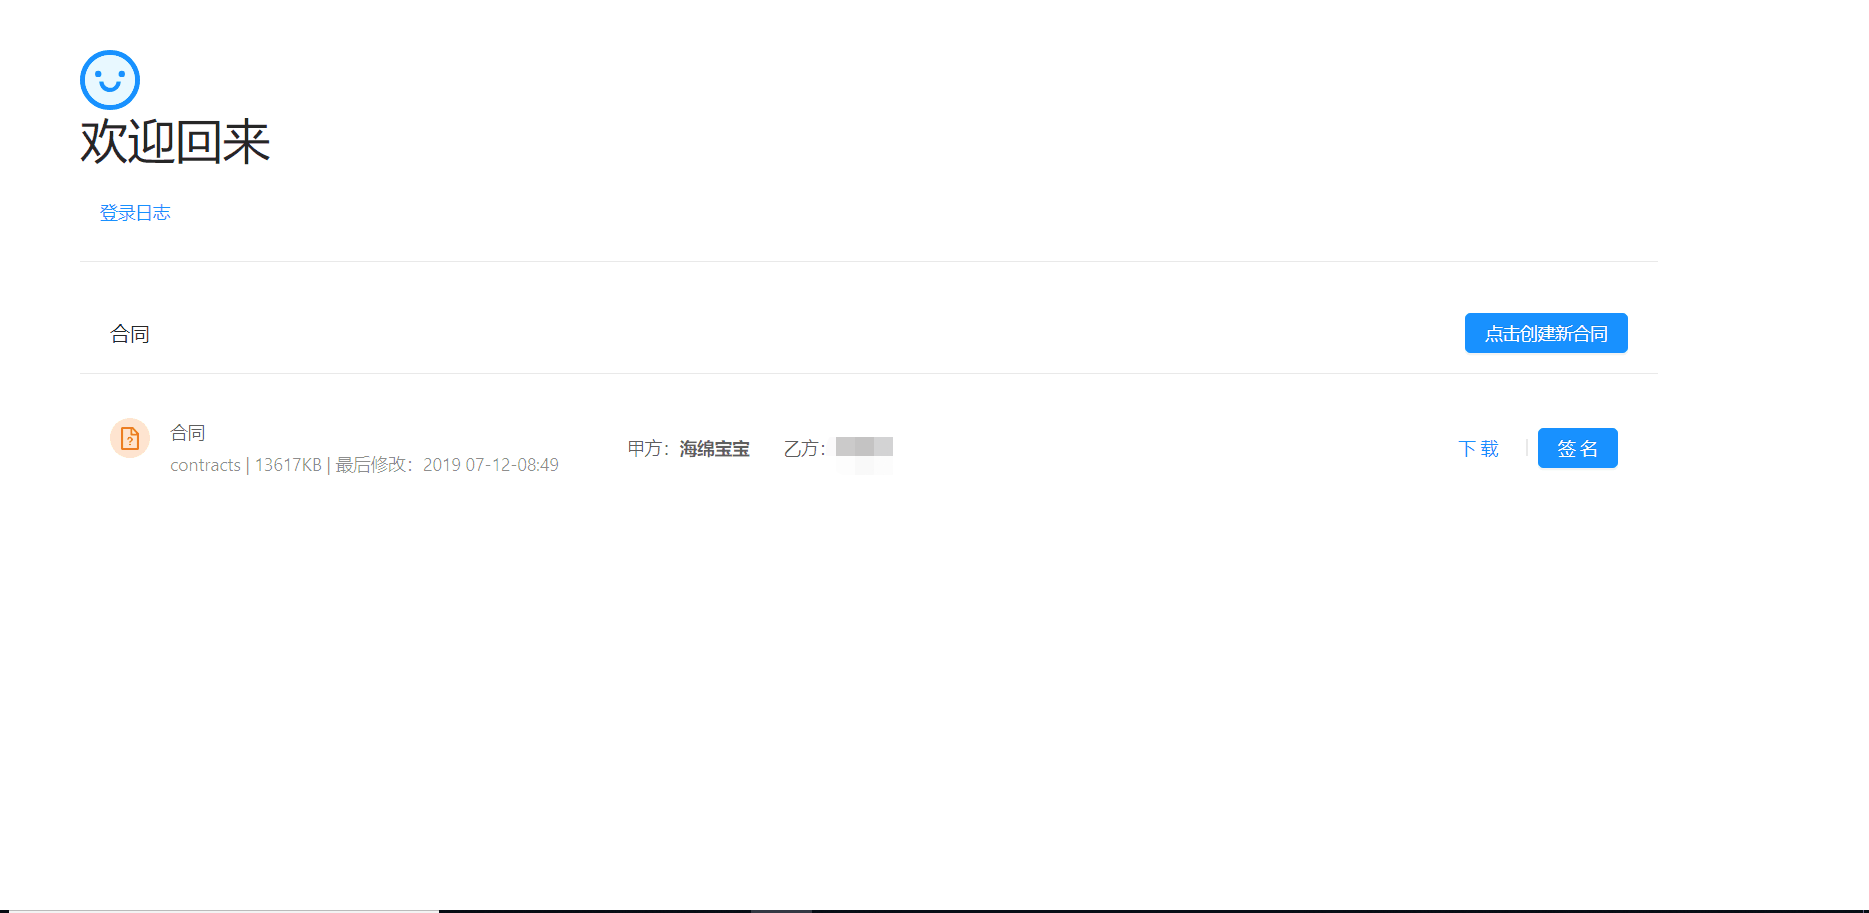 欢迎回来
登录日志
合同 点击创建新合同
合同
contracts | 13617KB | 最后修改：2019 07-12-08:49
甲方：海绵宝宝 乙方：
下载 签名